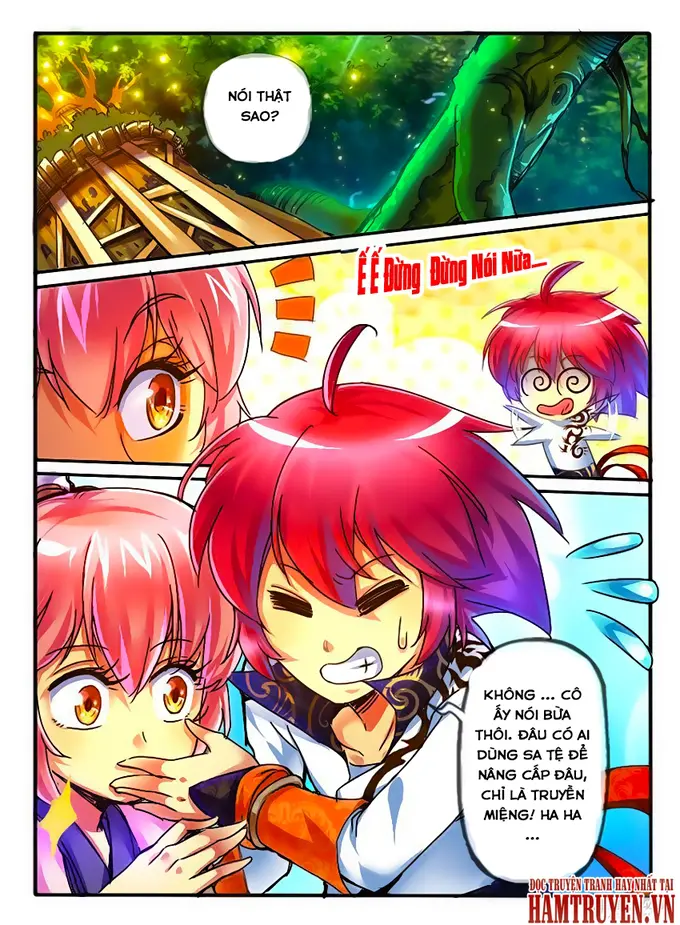 NÓI THẬT
SAO?
Ế Ế Đừng Đừng Nói Nữa....
KHÔNG ... CÔ
ẤY NÓI BỪA
THÔI. ĐÂU CÓ AI
DÙNG SA TỆ ĐỂ
NÂNG CẤP ĐÂU,
CHỈ LÀ TRUYỀN
MIỆNG! HA HA
...
ĐỌC TRUYỆN TRANH HAY NHẤT TẠI
HAMTRUYEN.VN